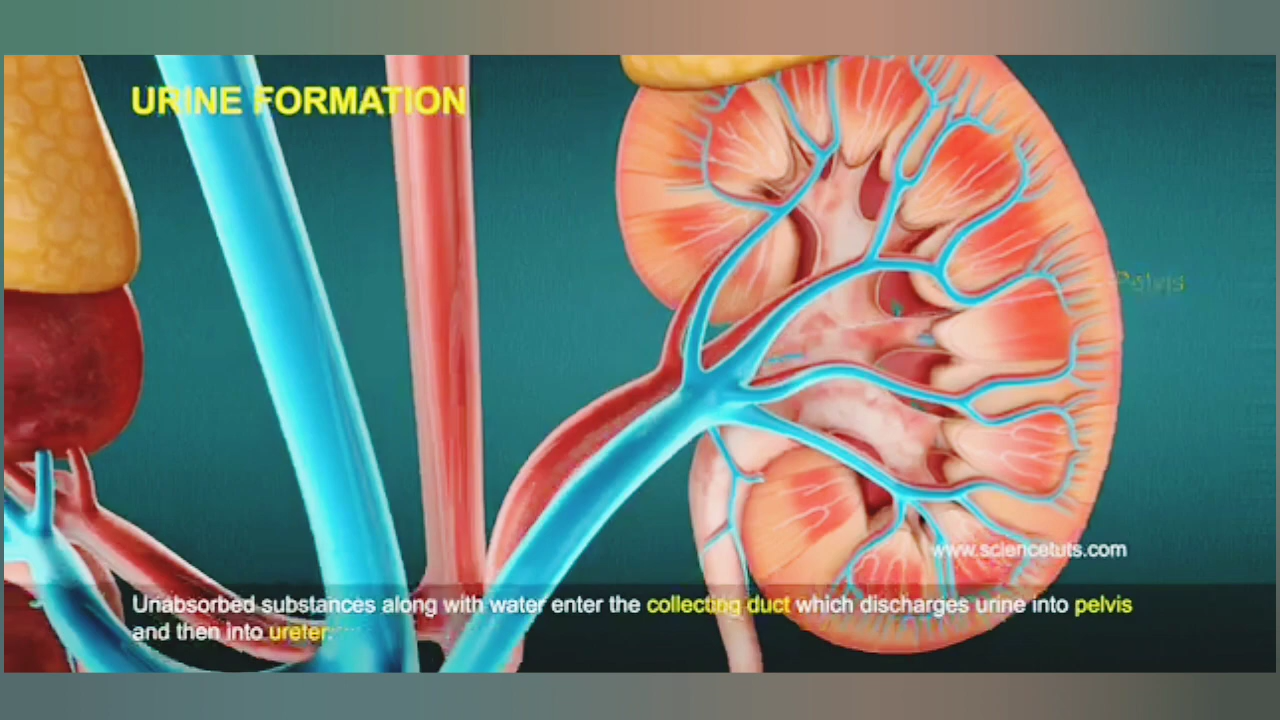 URINE FORMATION
Pelvis
www.sciencetuts.com
Unabsorbed substances along with water enter the collecting duct which discharges urine into pelvis
and then into ureter.